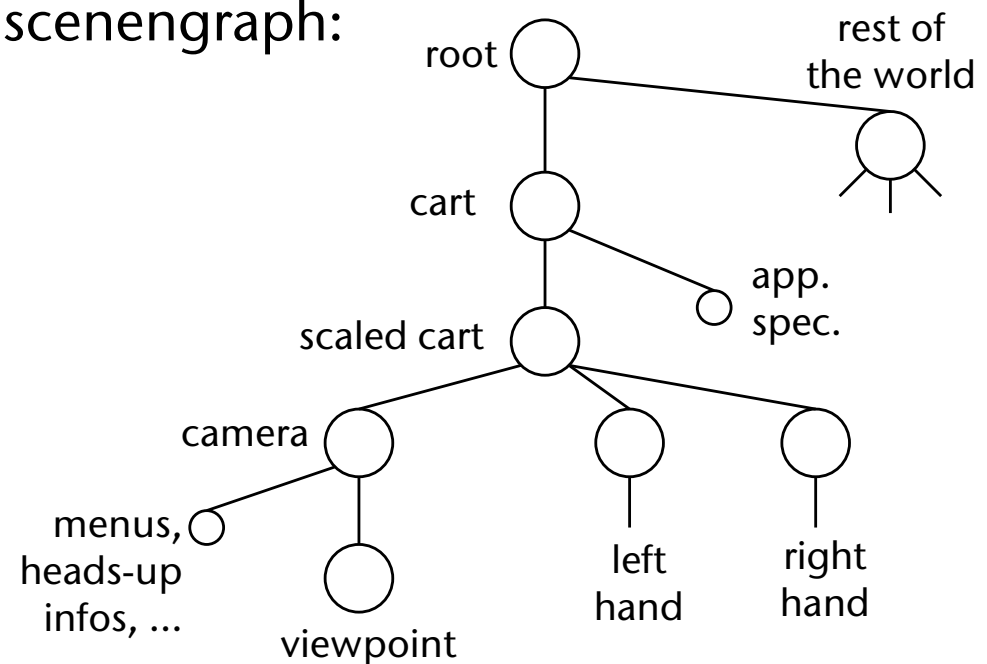 scenengraph:
root
rest of
the world
cart
app.
spec.
scaled cart
camera
menus,
heads-up
infos, ...
viewpoint
left
hand
right
hand